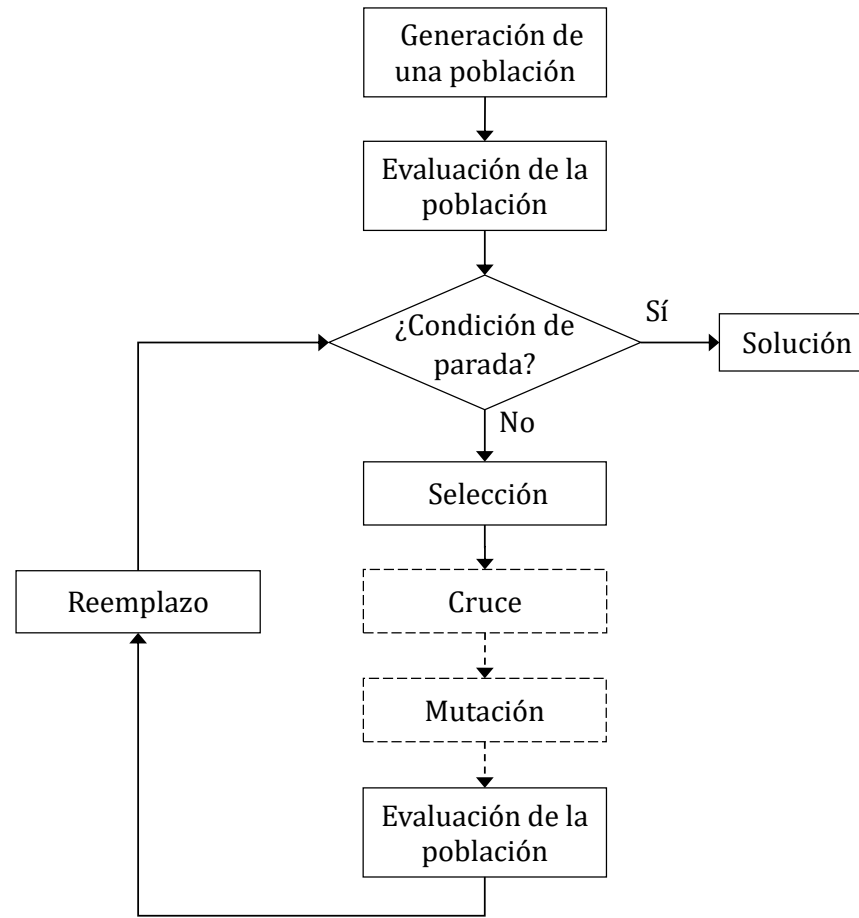 Generación de
una población
Evaluación de la
población
¿Condición de
parada?
Sí
Solución
No
Selección
Cruce
Reemplazo
Mutación
Evaluación de la
población